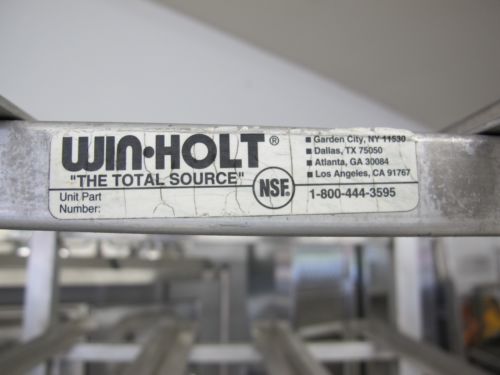 WIN·HOLT®
"THE TOTAL SOURCE"
Unit Part
Number:
NSF.
■ Garden City, NY 11530
■ Dallas, TX 75050
■ Atlanta, GA 30084
■ Los Angeles, CA 91767
1-800-444-3595